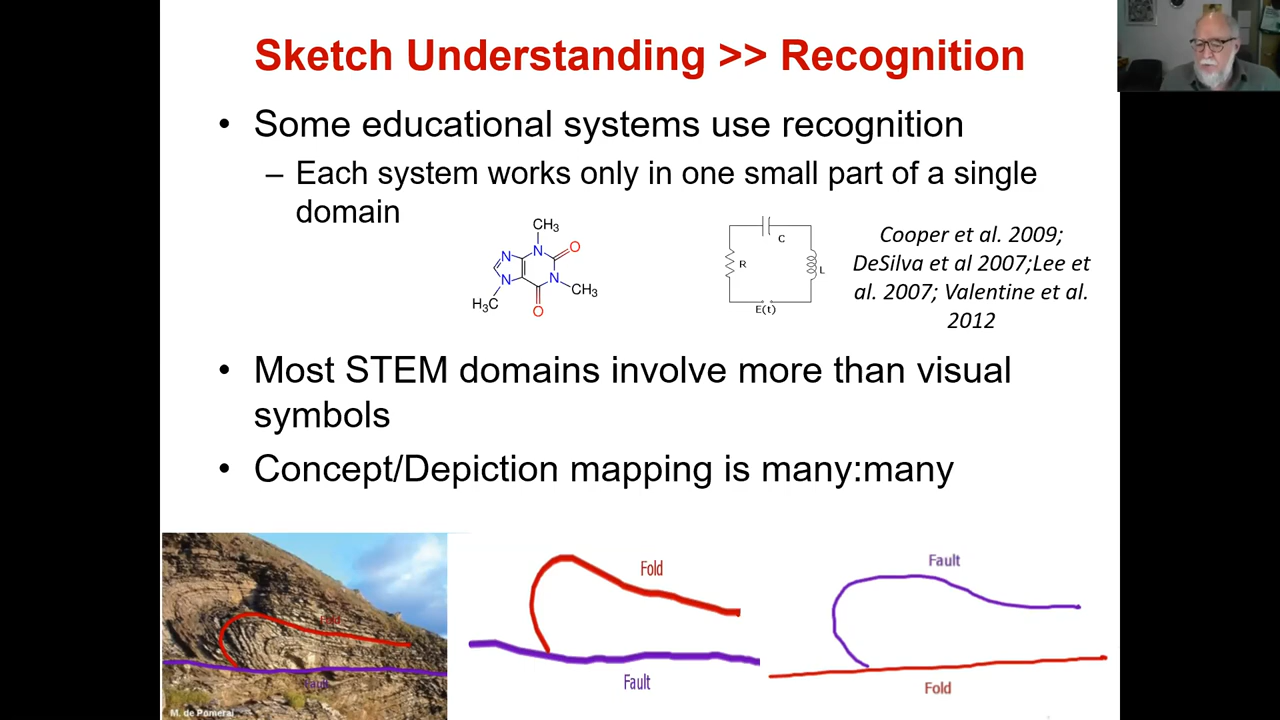 Sketch Understanding >> Recognition
• Some educational systems use recognition
– Each system works only in one small part of a single
domain
CH₃
O
N
N
N
N
CH₃
H₃C
O
C
R
L
E(t)
Cooper et al. 2009;
DeSilva et al 2007;Lee et
al. 2007; Valentine et al.
2012
• Most STEM domains involve more than visual
symbols
• Concept/Depiction mapping is many:many
Fold
Fault
M. de Pomerai
Fold
Fault
Fault
Fold